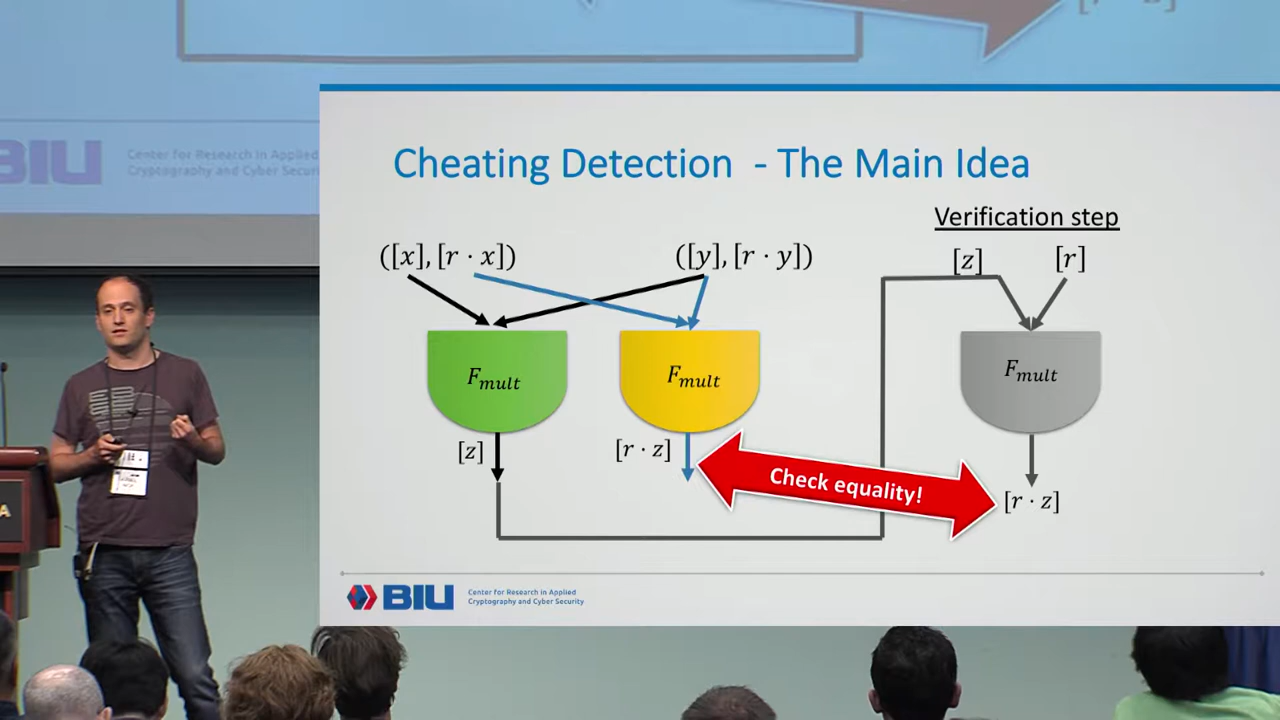 BIU
Center for Research in Applied
Cryptography and Cyber Securi
Cheating Detection - The Main Idea
Verification step
([x], [r · x])
([y], [r · y])
[z]
[r]
F_mult
F_mult
F_mult
[z]
[r · z]
Check equality!
[r · z]
A
BIU
Center for Research in Applied
Cryptography and Cyber Security